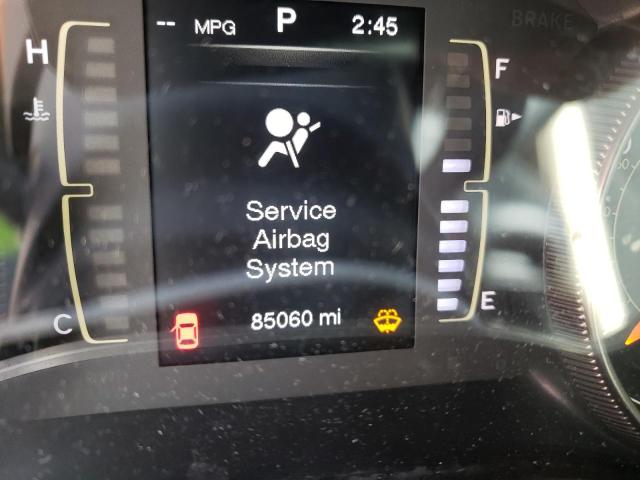 -- MPG P 2:45
BRAKE
H
F
Service
Airbag
System
C
E
85060 mi